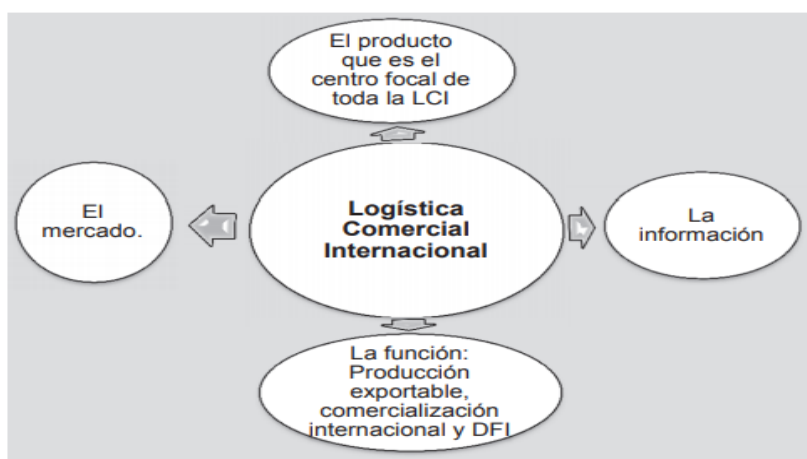 El producto
que es el
centro focal de
toda la LCI
El
mercado.
Logística
Comercial
Internacional
La
información
La función:
Producción
exportable,
comercialización
internacional y DFI